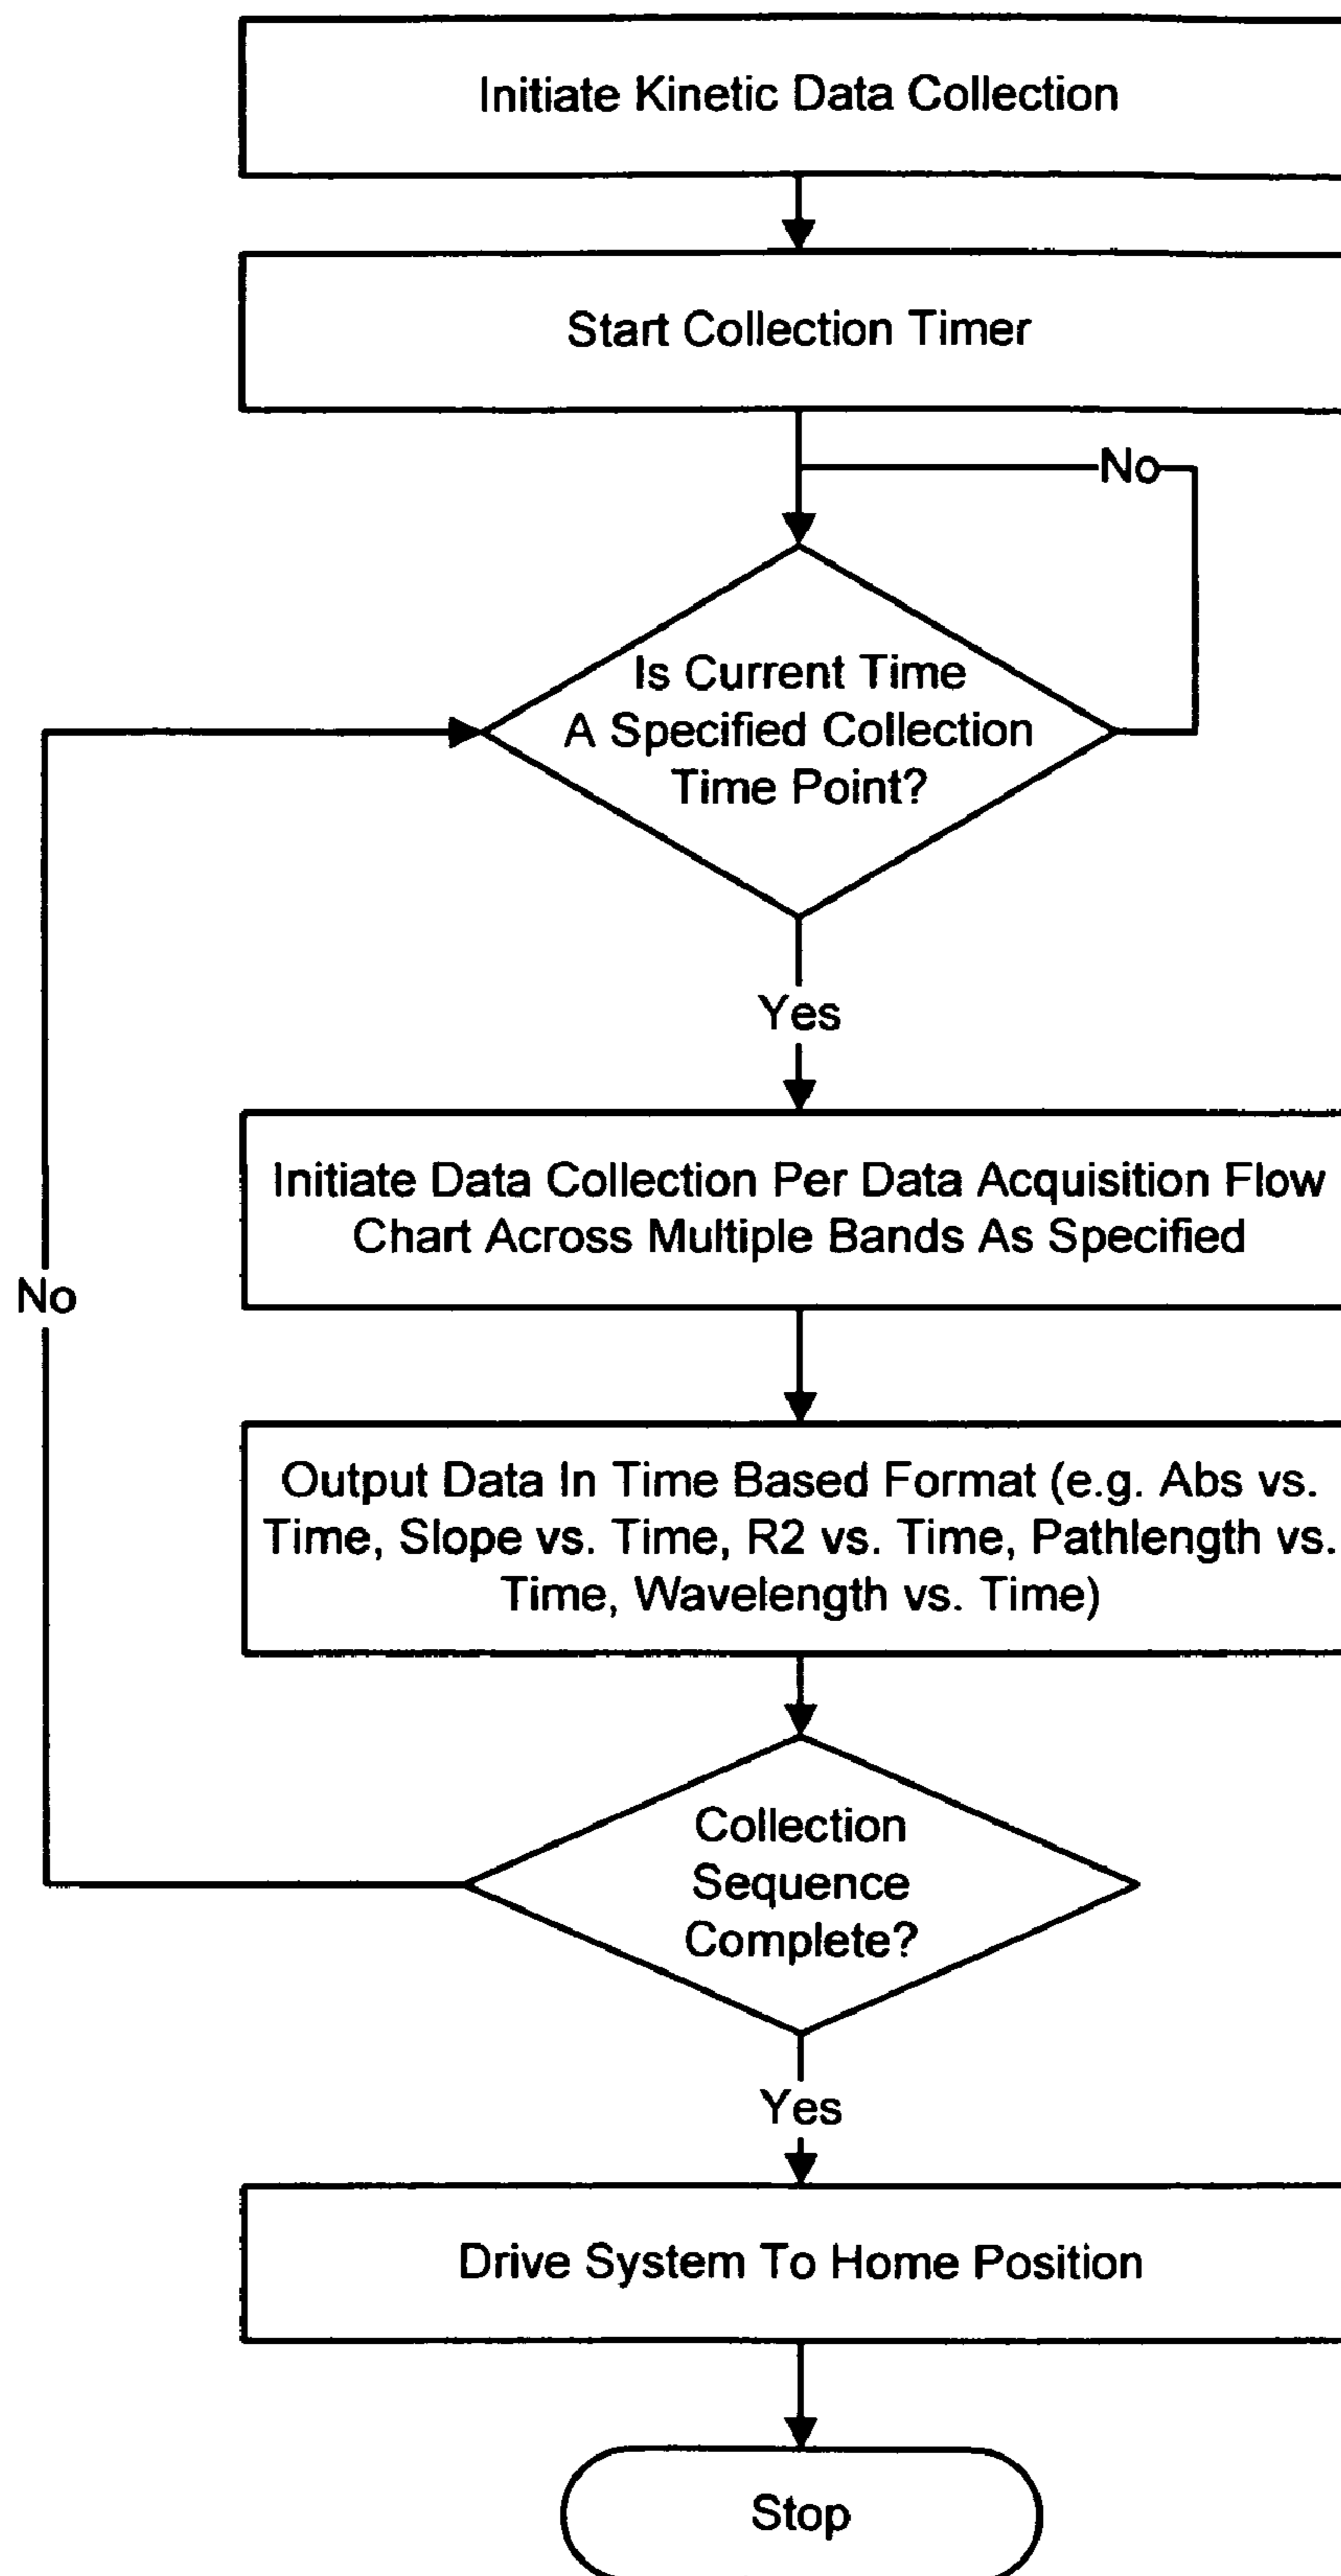 Initiate Kinetic Data Collection
Start Collection Timer
No
Is Current Time
A Specified Collection
Time Point?
Yes
Initiate Data Collection Per Data Acquisition Flow
Chart Across Multiple Bands As Specified
No
Output Data In Time Based Format (e.g. Abs vs.
Time, Slope vs. Time, R2 vs. Time, Pathlength vs.
Time, Wavelength vs. Time)
Collection
Sequence
Complete?
Yes
Drive System To Home Position
Stop